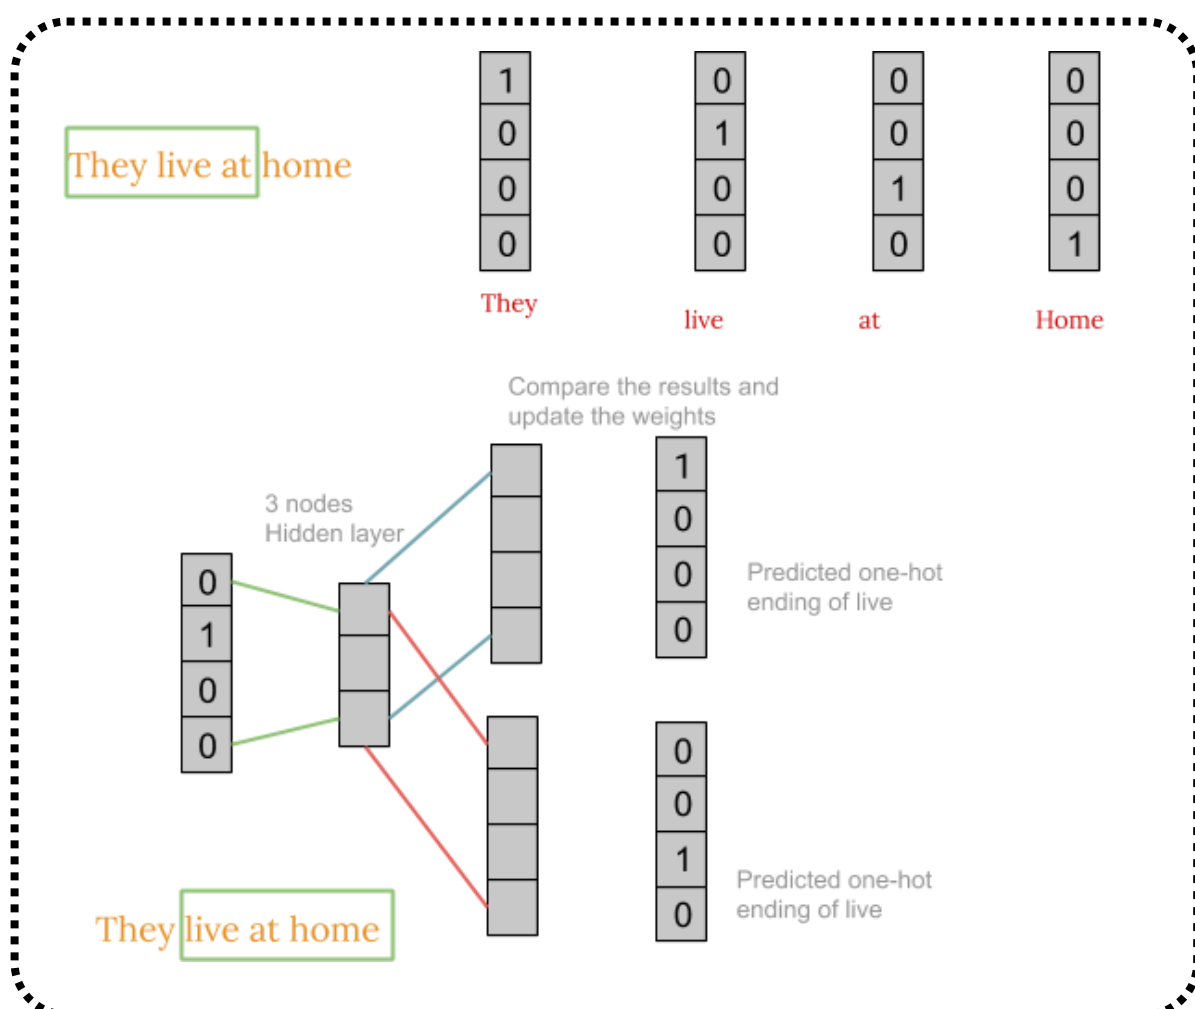 1 0 0 0
They live at home
0 1 0 0
0 0 1 0
0 0 0 1
They
live at Home
Compare the results and
update the weights
3 nodes
Hidden layer
0
1
0
0
1
0
0
0
Predicted one-hot
ending of live
0
0
1
0
Predicted one-hot
ending of live
They live at home